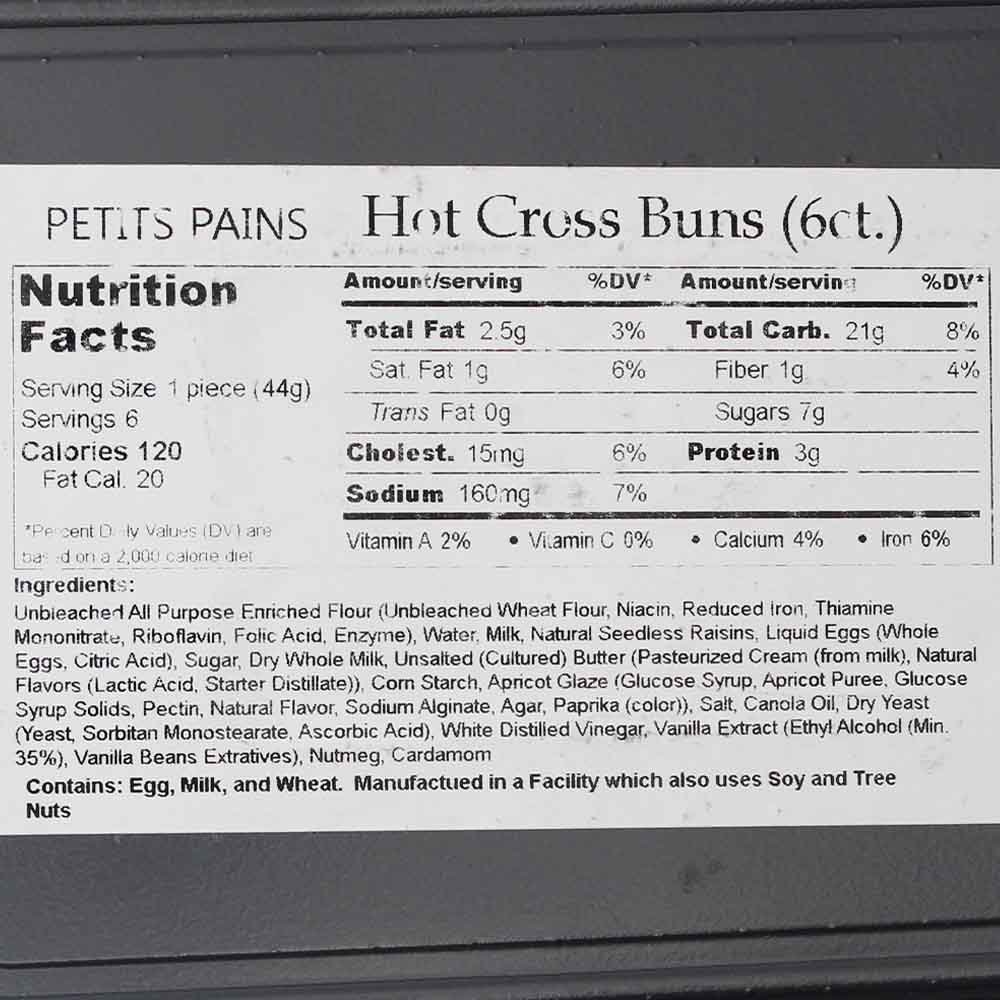 PETITS PAINS Hot Cross Buns (6ct.)
Nutrition
Facts
Serving Size 1 piece (44g)
Servings 6
Calories 120
Fat Cal. 20
*Percent Daily Values (DV) are
based on a 2,000 calorie diet
Amount/serving %DV* Amount/serving %DV*
Total Fat 2.5g 3% Total Carb. 21g 8%
Sat. Fat 1g 6% Fiber 1g 4%
Trans Fat 0g Sugars 7g
Cholest. 15mg 6% Protein 3g
Sodium 160mg 7%
Vitamin A 2% • Vitamin C 0% • Calcium 4% • Iron 6%
Ingredients:
Unbleached All Purpose Enriched Flour (Unbleached Wheat Flour, Niacin, Reduced Iron, Thiamine
Mononitrate, Riboflavin, Folic Acid, Enzyme), Water, Milk, Natural Seedless Raisins, Liquid Eggs (Whole
Eggs, Citric Acid), Sugar, Dry Whole Milk, Unsalted (Cultured) Butter (Pasteurized Cream (from milk), Natural
Flavors (Lactic Acid, Starter Distillate)), Corn Starch, Apricot Glaze (Glucose Syrup, Apricot Puree, Glucose
Syrup Solids, Pectin, Natural Flavor, Sodium Alginate, Agar, Paprika (color)), Salt, Canola Oil, Dry Yeast
(Yeast, Sorbitan Monostearate, Ascorbic Acid), White Distilled Vinegar, Vanilla Extract (Ethyl Alcohol (Min.
35%), Vanilla Beans Extratives), Nutmeg, Cardamom
Contains: Egg, Milk, and Wheat. Manufactued in a Facility which also uses Soy and Tree
Nuts